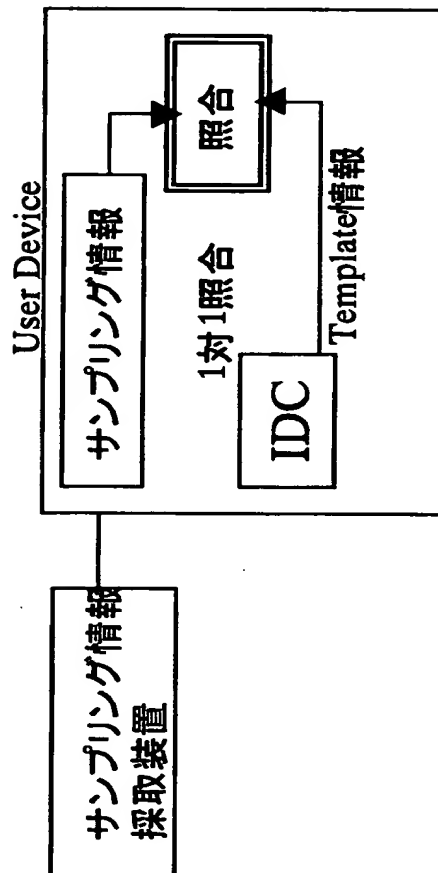 User Device
サンプリング情報
照合
1対1照合
IDC
Template情報
サンプリング情報
採取装置